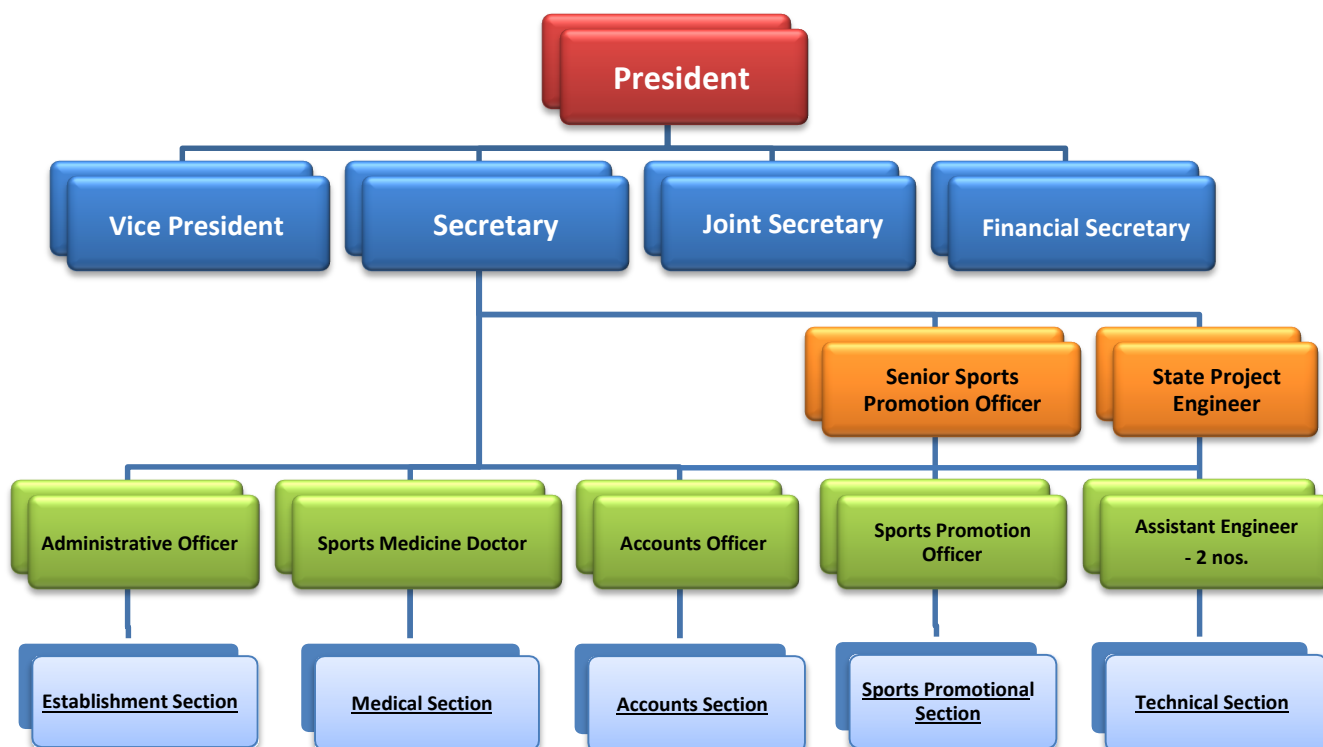 President
Vice President
Secretary
Joint Secretary
Financial Secretary
Senior Sports
Promotion Officer
State Project
Engineer
Administrative Officer
Sports Medicine Doctor
Accounts Officer
Sports Promotion
Officer
Assistant Engineer
- 2 nos.
Establishment Section
Medical Section
Accounts Section
Sports Promotional
Section
Technical Section